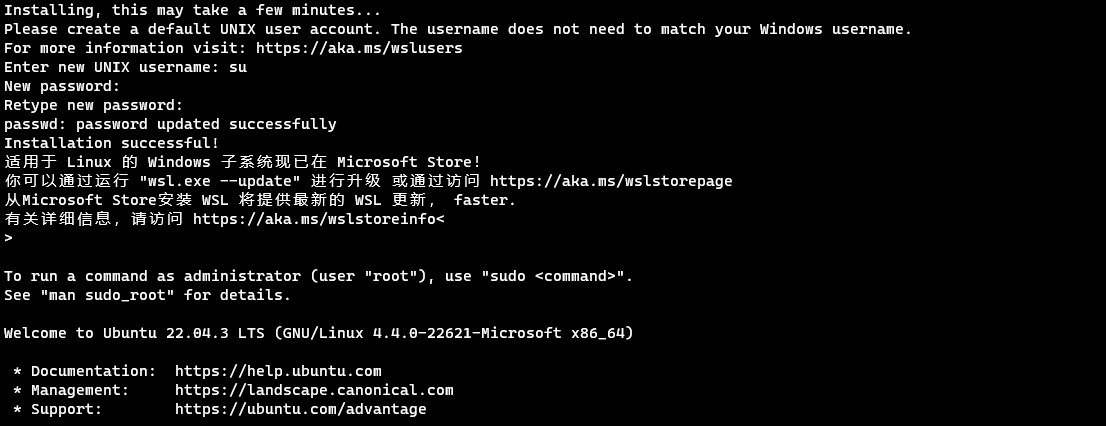 Installing, this may take a few minutes...
Please create a default UNIX user account. The username does not need to match your Windows username.
For more information visit: https://aka.ms/wslusers
Enter new UNIX username: su
New password:
Retype new password:
passwd: password updated successfully
Installation successful!
适用于 Linux 的 Windows 子系统现已在 Microsoft Store!
你可以通过运行 "wsl.exe --update" 进行升级 或通过访问 https://aka.ms/wslstorepage
从Microsoft Store安装 WSL 将提供最新的 WSL 更新, faster.
有关详细信息,请访问 https://aka.ms/wslstoreinfo<
>
To run a command as administrator (user "root"), use "sudo <command>".
See "man sudo_root" for details.
Welcome to Ubuntu 22.04.3 LTS (GNU/Linux 4.4.0-22621-Microsoft x86_64)
* Documentation:  https://help.ubuntu.com
* Management:     https://landscape.canonical.com
* Support:        https://ubuntu.com/advantage